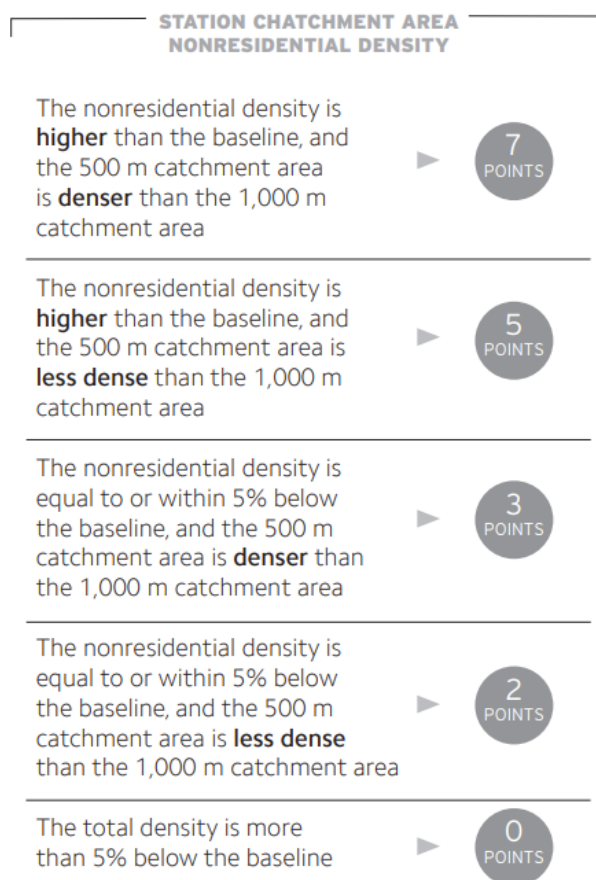 STATION CHATCHMENT AREA
NONRESIDENTIAL DENSITY
The nonresidential density is
higher than the baseline, and
the 500 m catchment area
is denser than the 1,000 m
catchment area
7
POINTS
The nonresidential density is
higher than the baseline, and
the 500 m catchment area is
less dense than the 1,000 m
catchment area
5
POINTS
The nonresidential density is
equal to or within 5% below
the baseline, and the 500 m
catchment area is denser than
the 1,000 m catchment area
3
POINTS
The nonresidential density is
equal to or within 5% below
the baseline, and the 500 m
catchment area is less dense
than the 1,000 m catchment area
2
POINTS
The total density is more
than 5% below the baseline
0
POINTS